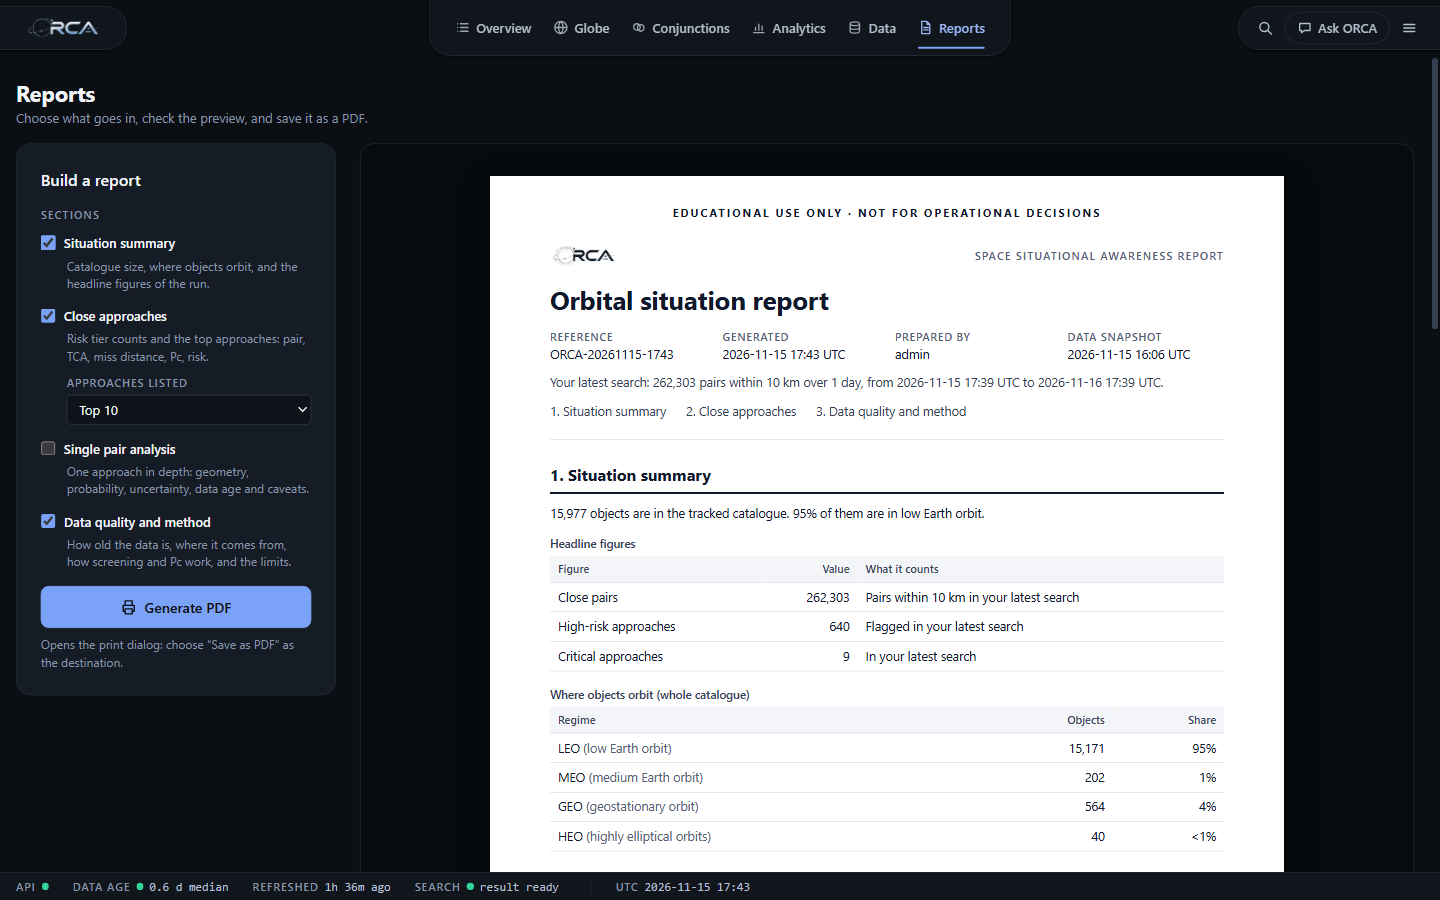 ORCA
Overview
Globe
Conjunctions
Analytics
Data
Reports
Ask ORCA
Reports
Choose what goes in, check the preview, and save it as a PDF.
Build a report
SECTIONS
Situation summary
Catalogue size, where objects orbit, and the
headline figures of the run.
Close approaches
Risk tier counts and the top approaches: pair,
TCA, miss distance, Pc, risk.
APPROACHES LISTED
Top 10
Single pair analysis
One approach in depth: geometry,
probability, uncertainty, data age and caveats.
Data quality and method
How old the data is, where it comes from,
how screening and Pc work, and the limits.
Generate PDF
Opens the print dialog: choose “Save as PDF” as
the destination.
EDUCATIONAL USE ONLY · NOT FOR OPERATIONAL DECISIONS
ORCA
SPACE SITUATIONAL AWARENESS REPORT
Orbital situation report
REFERENCE GENERATED PREPARED BY DATA SNAPSHOT
ORCA-20261115-1743 2026-11-15 17:43 UTC admin 2026-11-15 16:06 UTC
Your latest search: 262,303 pairs within 10 km over 1 day, from 2026-11-15 17:39 UTC to 2026-11-16 17:39 UTC.
1. Situation summary 2. Close approaches 3. Data quality and method
1. Situation summary
15,977 objects are in the tracked catalogue. 95% of them are in low Earth orbit.
Headline figures
Figure Value What it counts
Close pairs 262,303 Pairs within 10 km in your latest search
High-risk approaches 640 Flagged in your latest search
Critical approaches 9 In your latest search
Where objects orbit (whole catalogue)
Regime Objects Share
LEO (low Earth orbit) 15,171 95%
MEO (medium Earth orbit) 202 1%
GEO (geostationary orbit) 564 4%
HEO (highly elliptical orbits) 40 <1%
API DATA AGE 0.6 d median REFRESHED 1h 36m ago SEARCH result ready UTC 2026-11-15 17:43